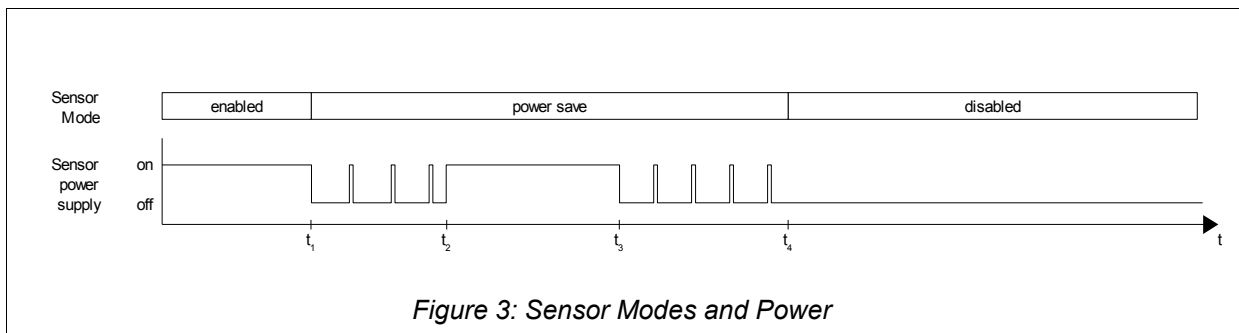 Sensor
Mode
enabled
power save
disabled
Sensor
power
supply
on
off
t1
t2
t3
t4
t
Figure 3: Sensor Modes and Power